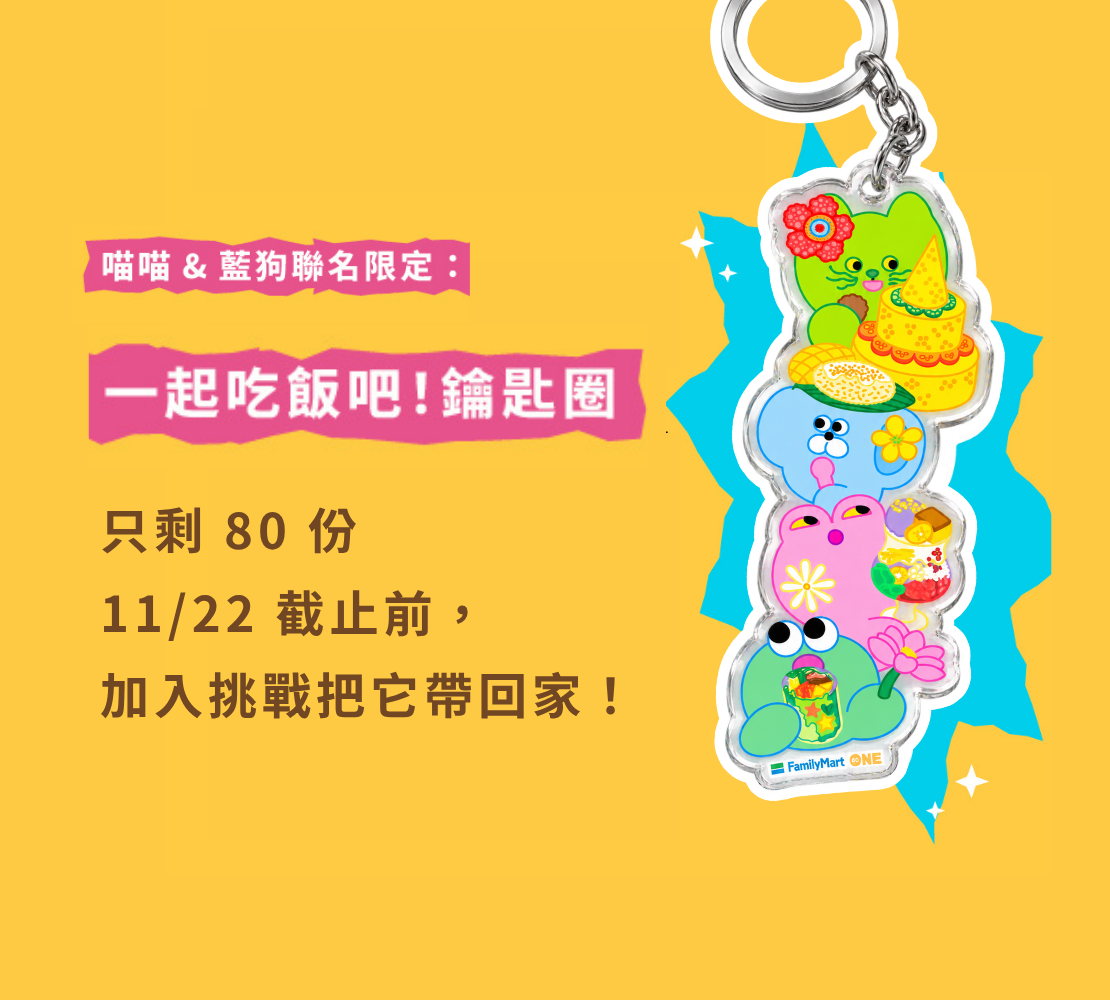 喵喵 & 藍狗聯名限定：
一起吃飯吧！鑰匙圈
只剩 80 份
11/22 截止前，
加入挑戰把它帶回家！
FamilyMart ONE